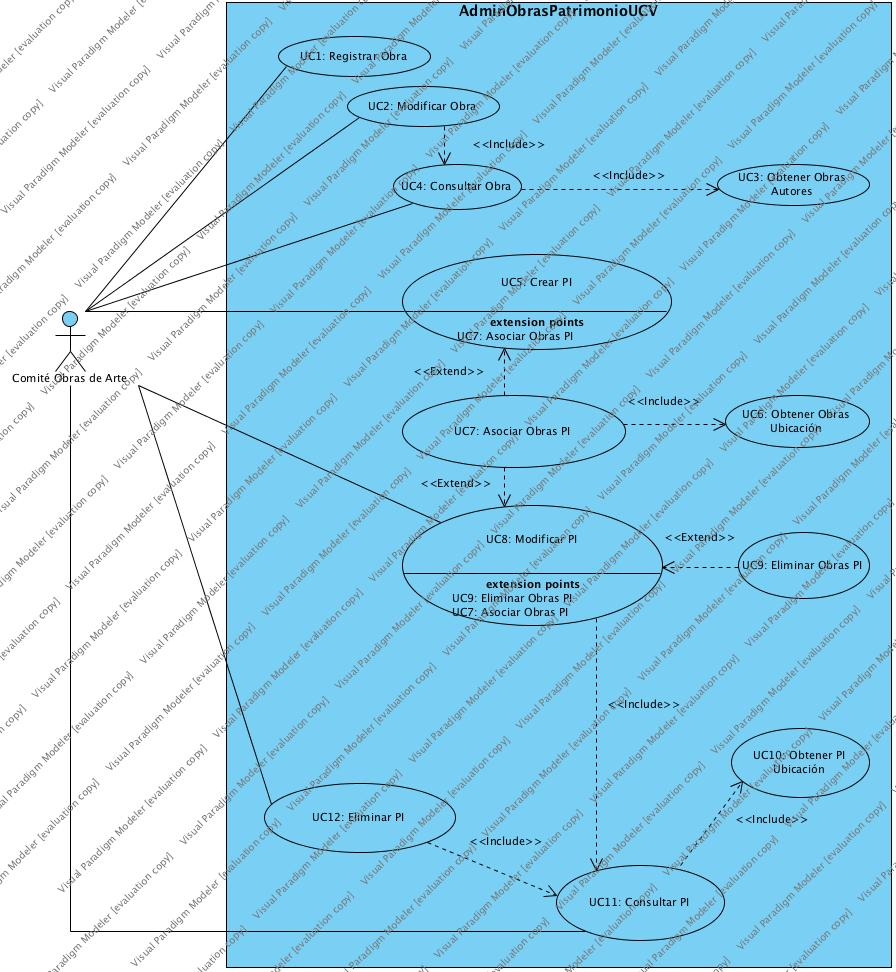 AdminObrasPatrimonioUCV
UC1: Registrar Obra
UC2: Modificar Obra
<<Include>>
UC4: Consultar Obra
<<Include>>
UC3: Obtener Obras
Autores
UC5: Crear PI
extension points
UC7: Asociar Obras PI
Comité Obras de Arte
<<Extend>>
UC7: Asociar Obras PI
<<Include>>
UC6: Obtener Obras
Ubicación
<<Extend>>
UC8: Modificar PI
extension points
UC9: Eliminar Obras PI
UC7: Asociar Obras PI
<<Extend>>
UC9: Eliminar Obras PI
<<Include>>
UC10: Obtener PI
Ubicación
<<Include>>
UC12: Eliminar PI
<<Include>>
UC11: Consultar PI
Visual Paradigm Modeler [evaluation copy]